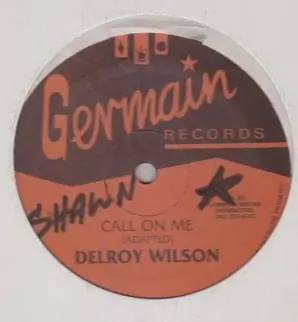 Germain
RECORDS
SHAWN
CALL ON ME
(ADAPTED)
DELROY WILSON